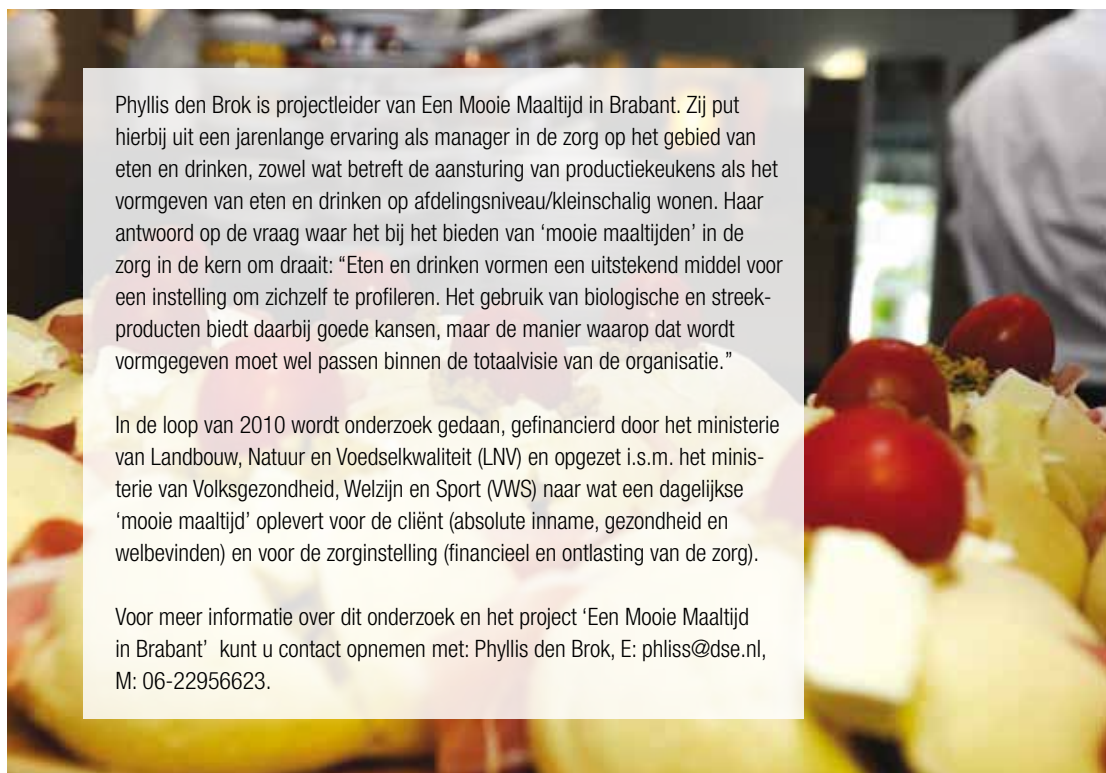 Phyllis den Brok is projectleider van Een Mooie Maaltijd in Brabant. Zij put
hierbij uit een jarenlange ervaring als manager in de zorg op het gebied van
eten en drinken, zowel wat betreft de aansturing van productiekeukens als het
vormgeven van eten en drinken op afdelingsniveau/kleinschalig wonen. Haar
antwoord op de vraag waar het bij het bieden van ‘mooie maaltijden’ in de
zorg in de kern om draait: “Eten en drinken vormen een uitstekend middel voor
een instelling om zichzelf te profileren. Het gebruik van biologische en streek-
producten biedt daarbij goede kansen, maar de manier waarop dat wordt
vormgegeven moet wel passen binnen de totaalvisie van de organisatie.”
In de loop van 2010 wordt onderzoek gedaan, gefinancierd door het ministerie
van Landbouw, Natuur en Voedselkwaliteit (LNV) en opgezet i.s.m. het minis-
terie van Volksgezondheid, Welzijn en Sport (VWS) naar wat een dagelijkse
‘mooie maaltijd’ oplevert voor de cliënt (absolute inname, gezondheid en
welbevinden) en voor de zorginstelling (financieel en ontlasting van de zorg).
Voor meer informatie over dit onderzoek en het project ‘Een Mooie Maaltijd
in Brabant’ kunt u contact opnemen met: Phyllis den Brok, E: phliss@dse.nl,
M: 06-22956623.